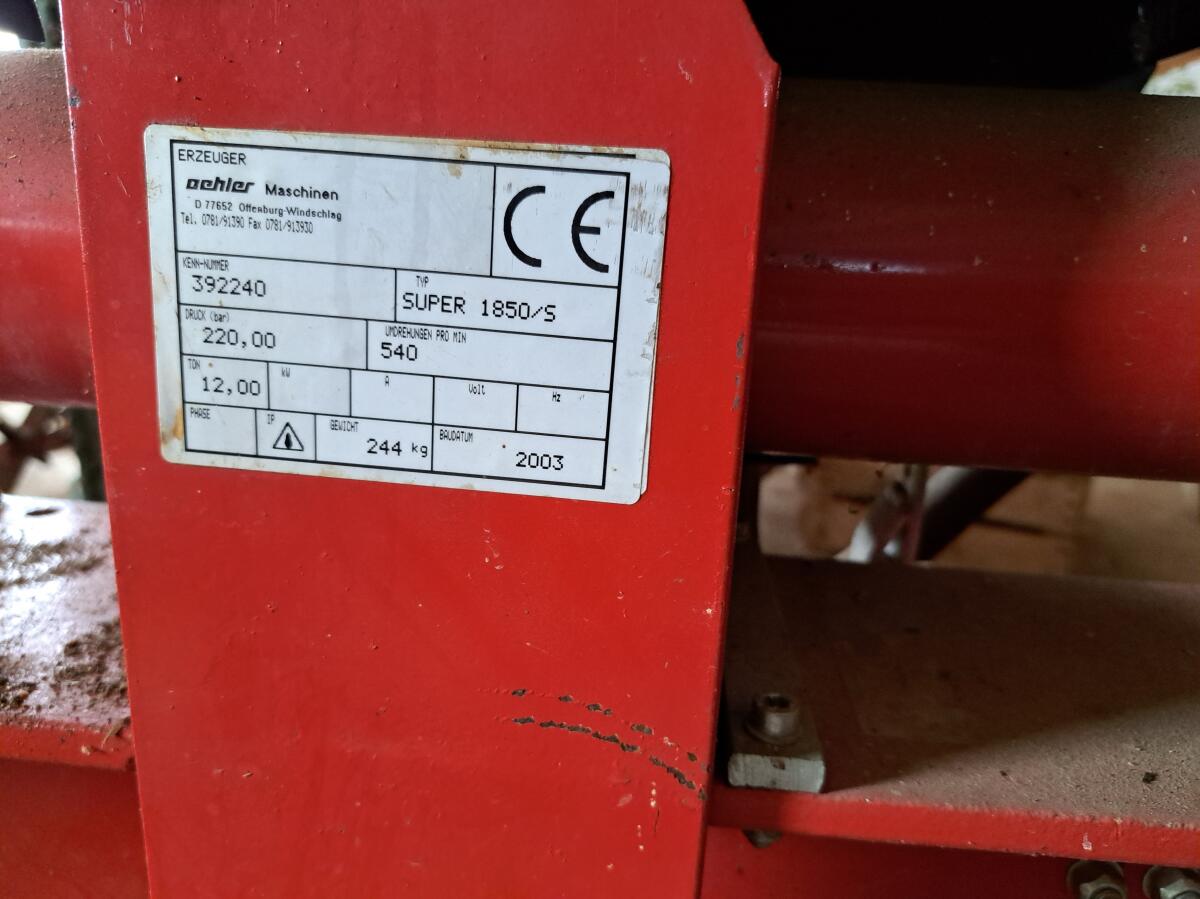 ERZEUGER
oehler Maschinen
D 77652 Offenburg-Windschlag
Tel. 0781/91390 Fax 0781/913930
CE
KENN-NUMMER
392240
TYP
SUPER 1850/S
DRUCK (bar)
220,00
UMDREHUNGEN PRO MIN
540
TON
12,00
kW
A
Volt
Hz
PHASE
IP
GEWICHT
244 kg
BAUDATUM
2003